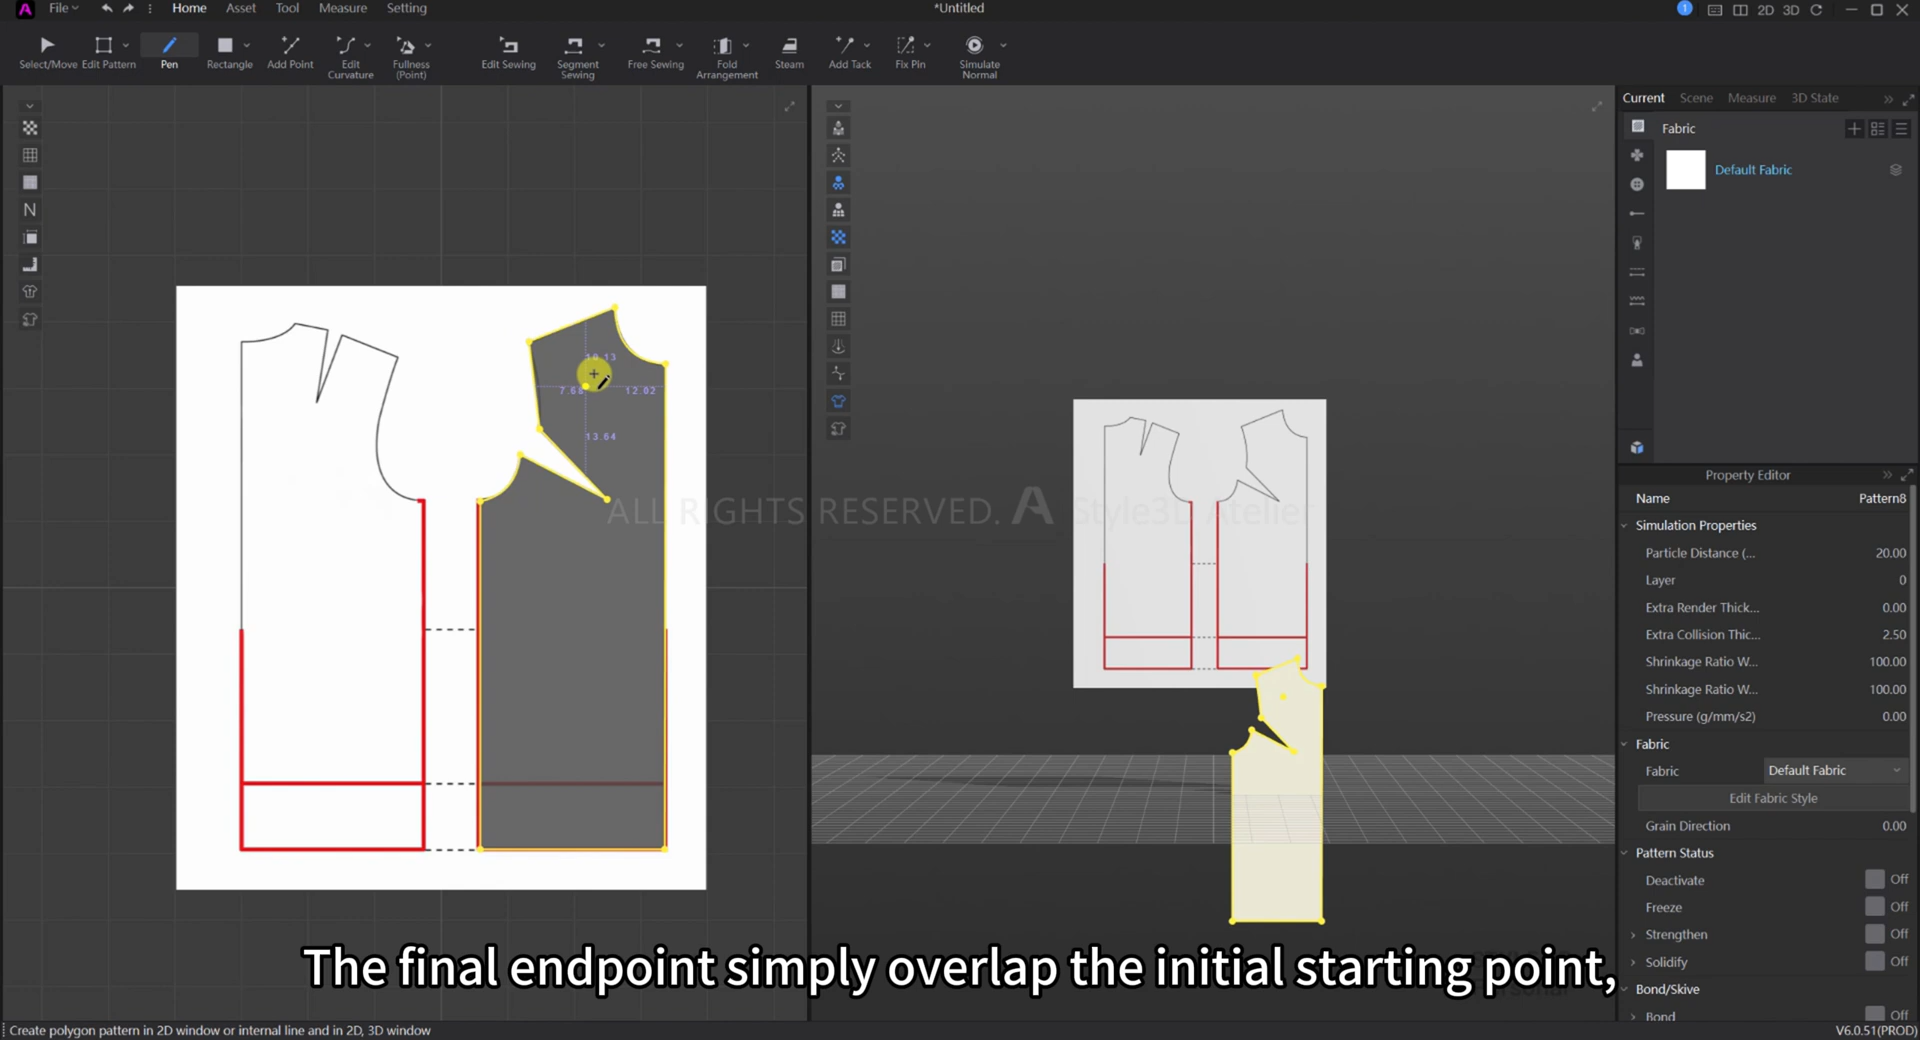 File Home Asset Tool Measure Setting
*Untitled
1 2D 3D
Select/Move Edit Pattern Pen Rectangle Add Point Edit Curvature Fullness (Point) Edit Sewing Segment Sewing Free Sewing Fold Arrangement Steam Add Tack Fix Pin Simulate Normal
Current Scene Measure 3D State
Fabric
Default Fabric
12.02
13.64
ALL RIGHTS RESERVED. Style3D Atelier
Property Editor
Name Pattern8
Simulation Properties
Particle Distance (... 20.00
Layer 0
Extra Render Thick... 0.00
Extra Collision Thic... 2.50
Shrinkage Ratio W... 100.00
Shrinkage Ratio W... 100.00
Pressure (g/mm/s2) 0.00
Fabric
Fabric Default Fabric
Edit Fabric Style
Grain Direction 0.00
Pattern Status
Deactivate Off
Freeze Off
Strengthen Off
Solidify Off
Bond/Skive
Bond Off
The final endpoint simply overlap the initial starting point,
Create polygon pattern in 2D window or internal line and in 2D, 3D window
V6.0.51(PROD)